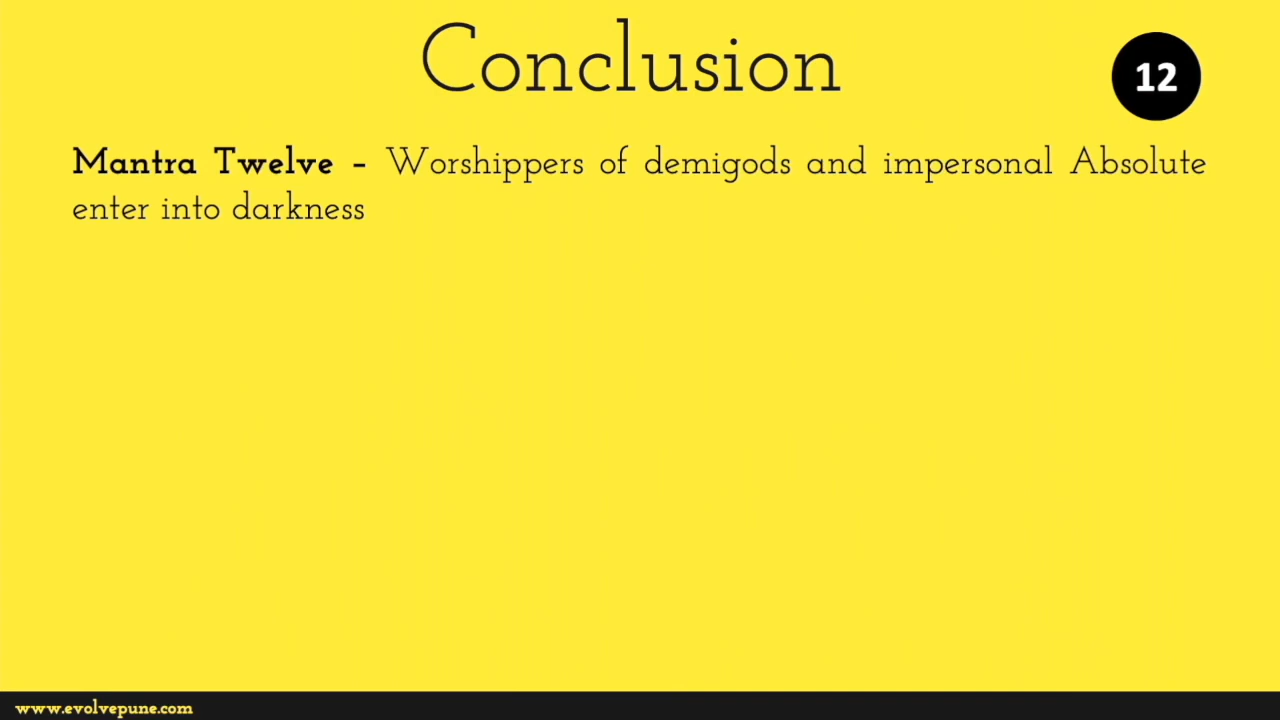 Conclusion
12
Mantra Twelve – Worshippers of demigods and impersonal Absolute
enter into darkness
www.evolvepune.com